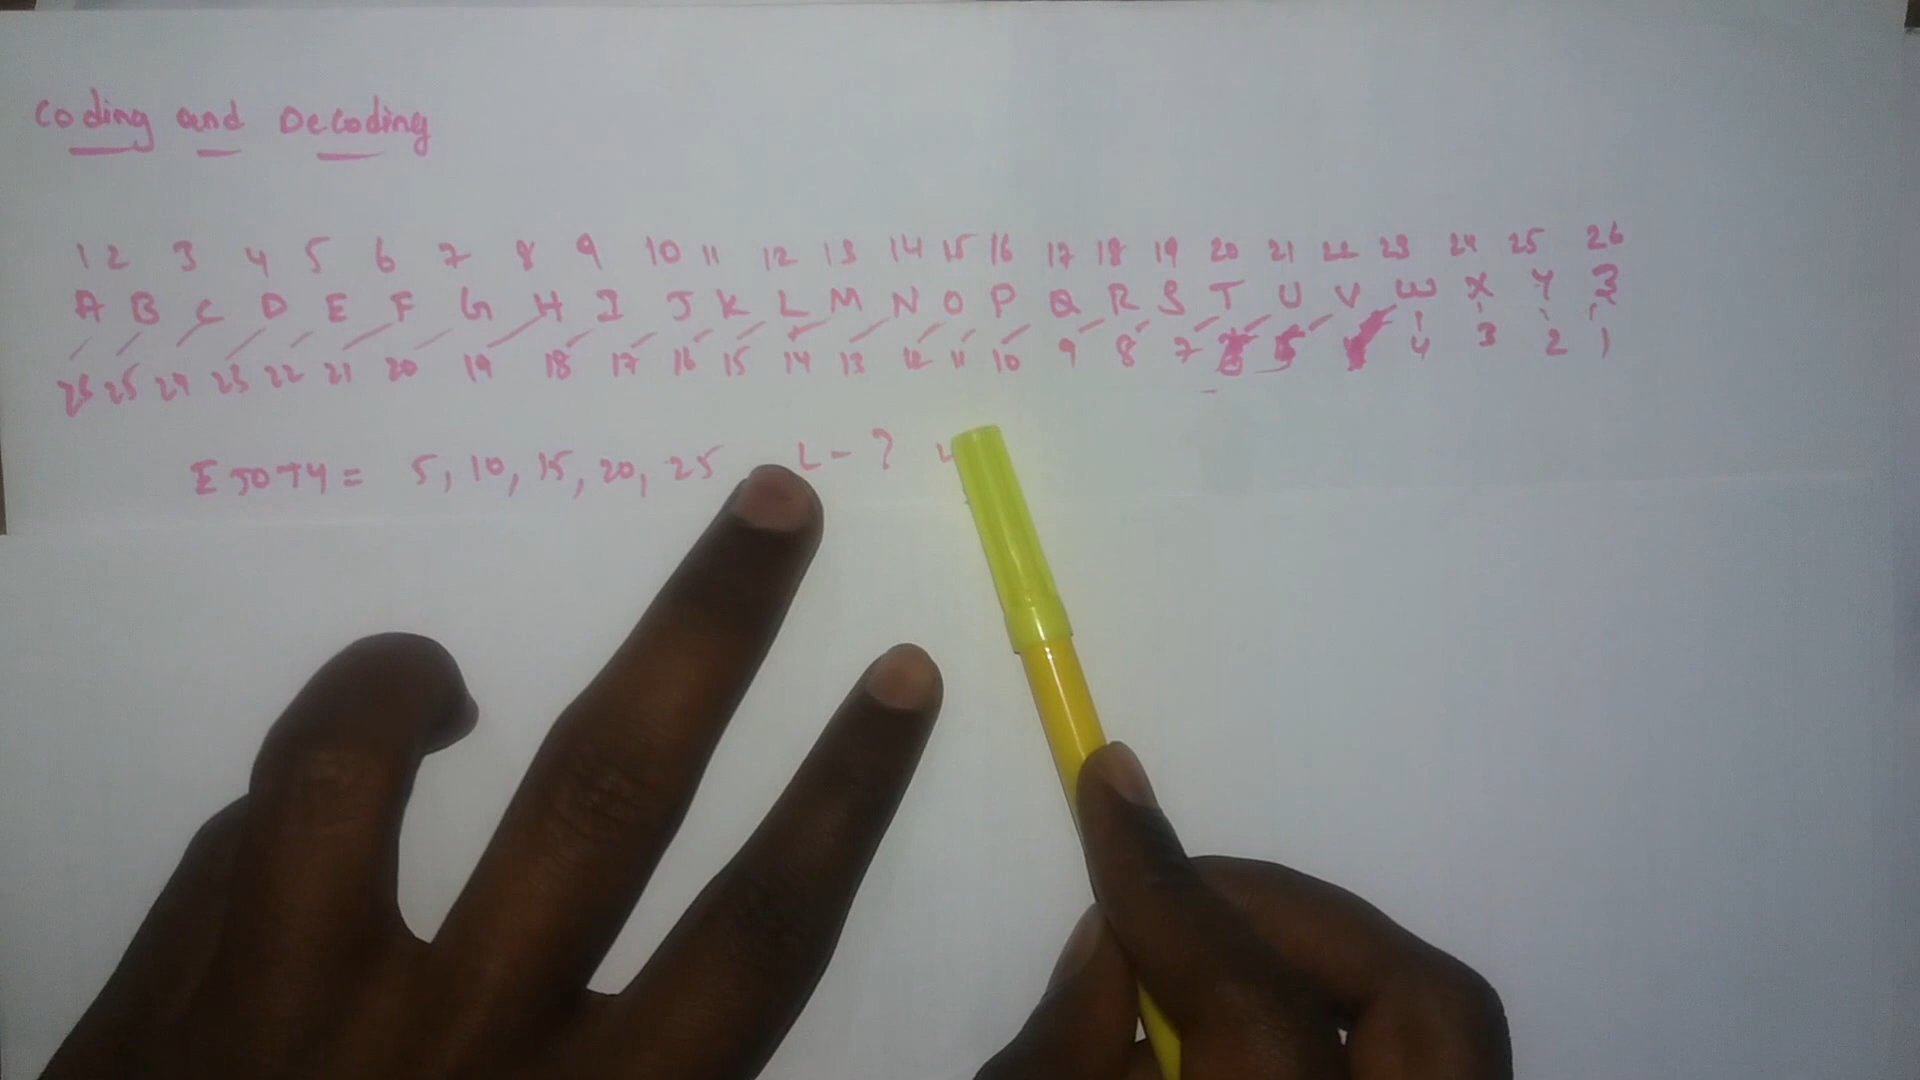 Coding and Decoding
1 2 3 4 5 6 7 8 9 10 11 12 13 14 15 16 17 18 19 20 21 22 23 24 25 26
A B C D E F G H I J K L M N O P Q R S T U V W X Y Z
26 25 24 23 22 21 20 19 18 17 16 15 14 13 12 11 10 9 8 7 5 4 3 2 1
EJOTY = 5, 10, 15, 20, 25 L - ?